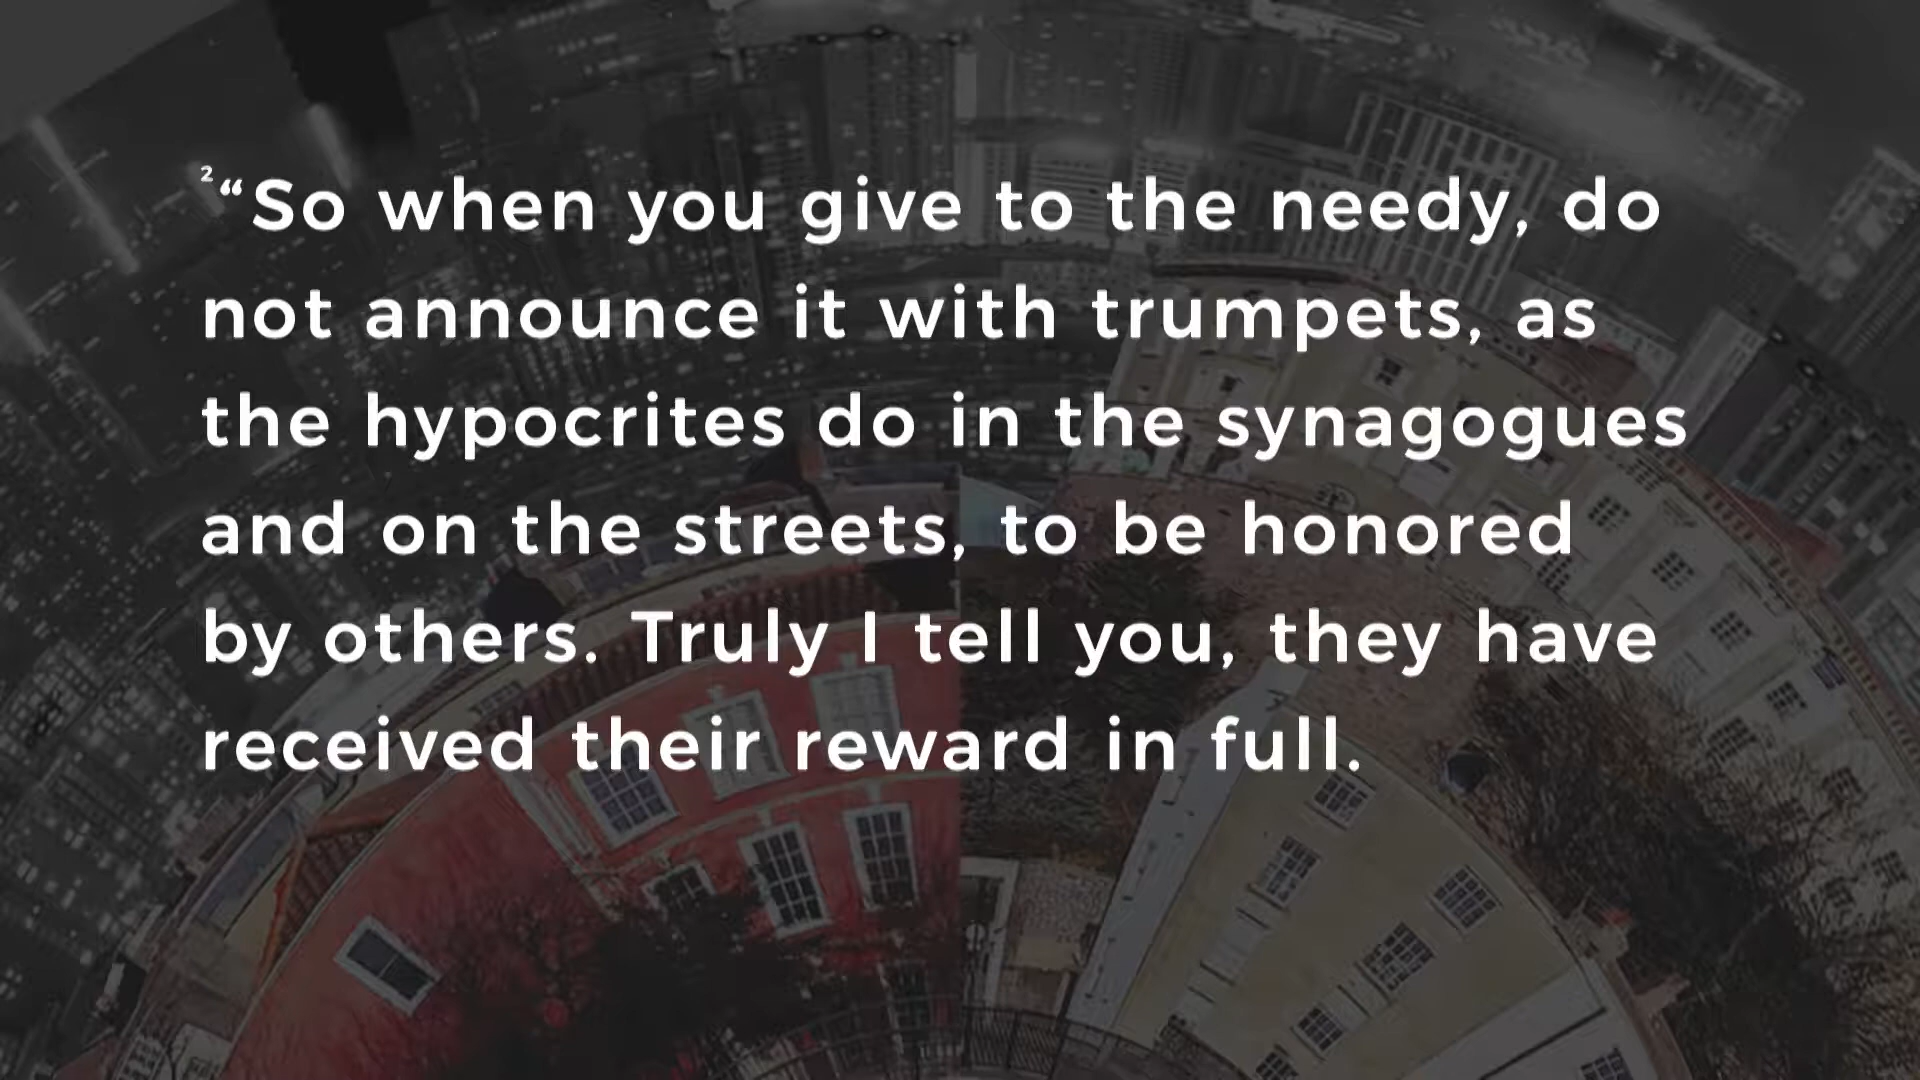 ²“So when you give to the needy, do
not announce it with trumpets, as
the hypocrites do in the synagogues
and on the streets, to be honored
by others. Truly I tell you, they have
received their reward in full.